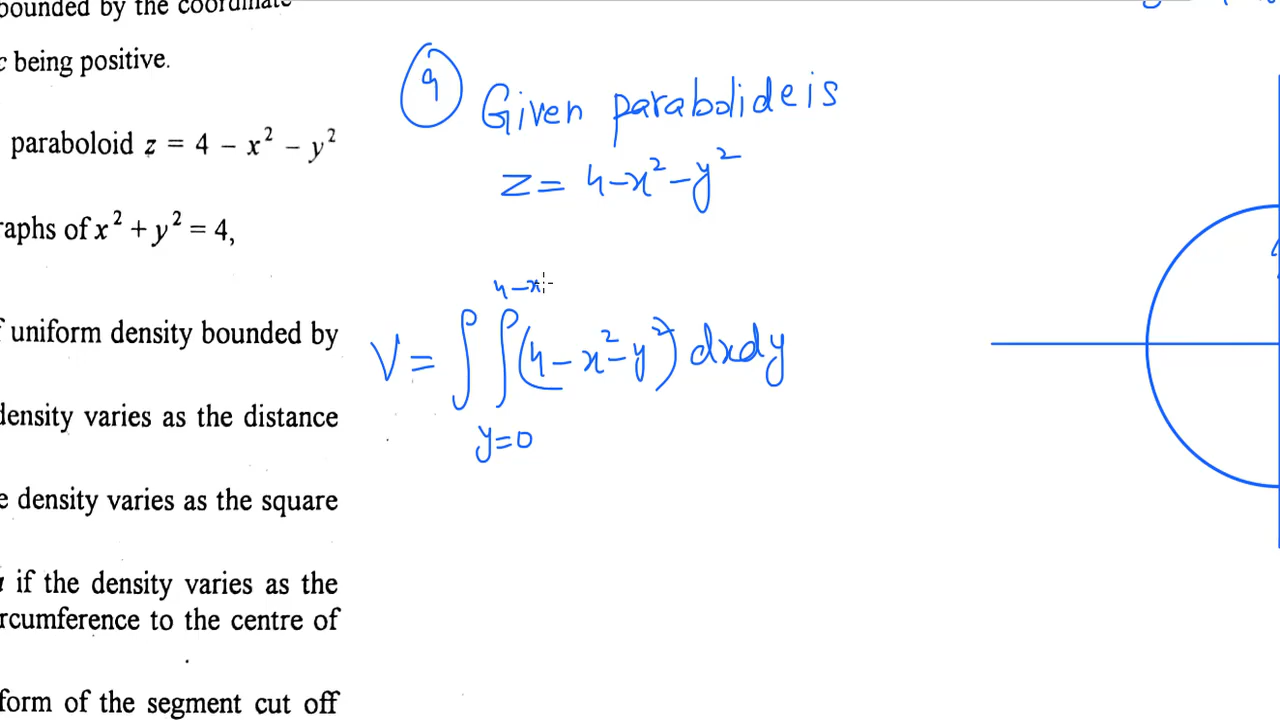 bounded by the coordinate
c being positive.
paraboloid z = 4 − x² − y²
raphs of x² + y² = 4,
f uniform density bounded by
density varies as the distance
e density varies as the square
if the density varies as the
rcumference to the centre of
form of the segment cut off
9 Given parabolideis
z = 4−x²−y²
4−x
V = ∫ ∫ (4 − x² − y²) dxdy
y=0